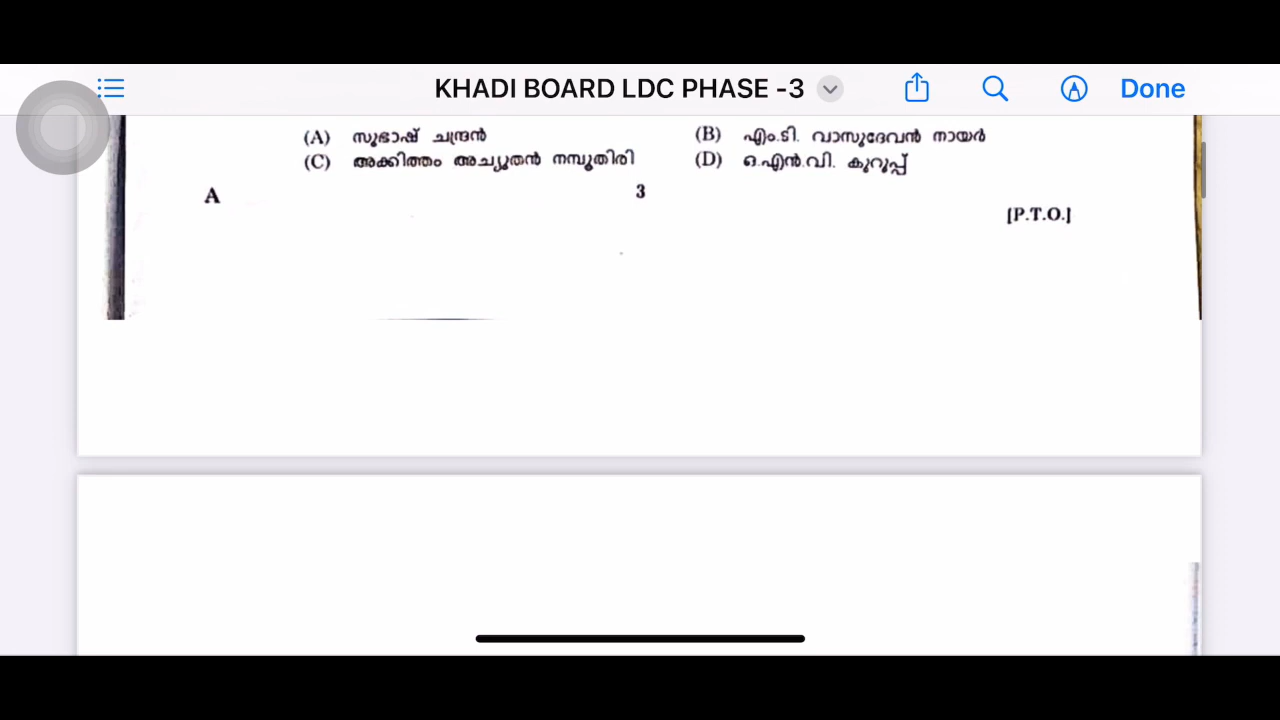 KHADI BOARD LDC PHASE -3
Done
(A) സുഭാഷ് ചന്ദ്രൻ (B) എം.ടി. വാസുദേവൻ നായർ
(C) അക്കിത്തം അച്യുതൻ നമ്പൂതിരി (D) ഒ.എൻ.വി. കുറുപ്പ്
A 3
[P.T.O.]